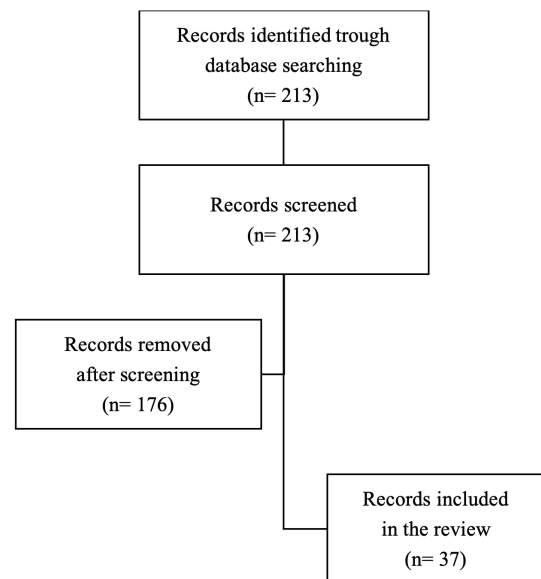 Records identified trough
database searching
(n= 213)
Records screened
(n= 213)
Records removed
after screening
(n= 176)
Records included
in the review
(n= 37)